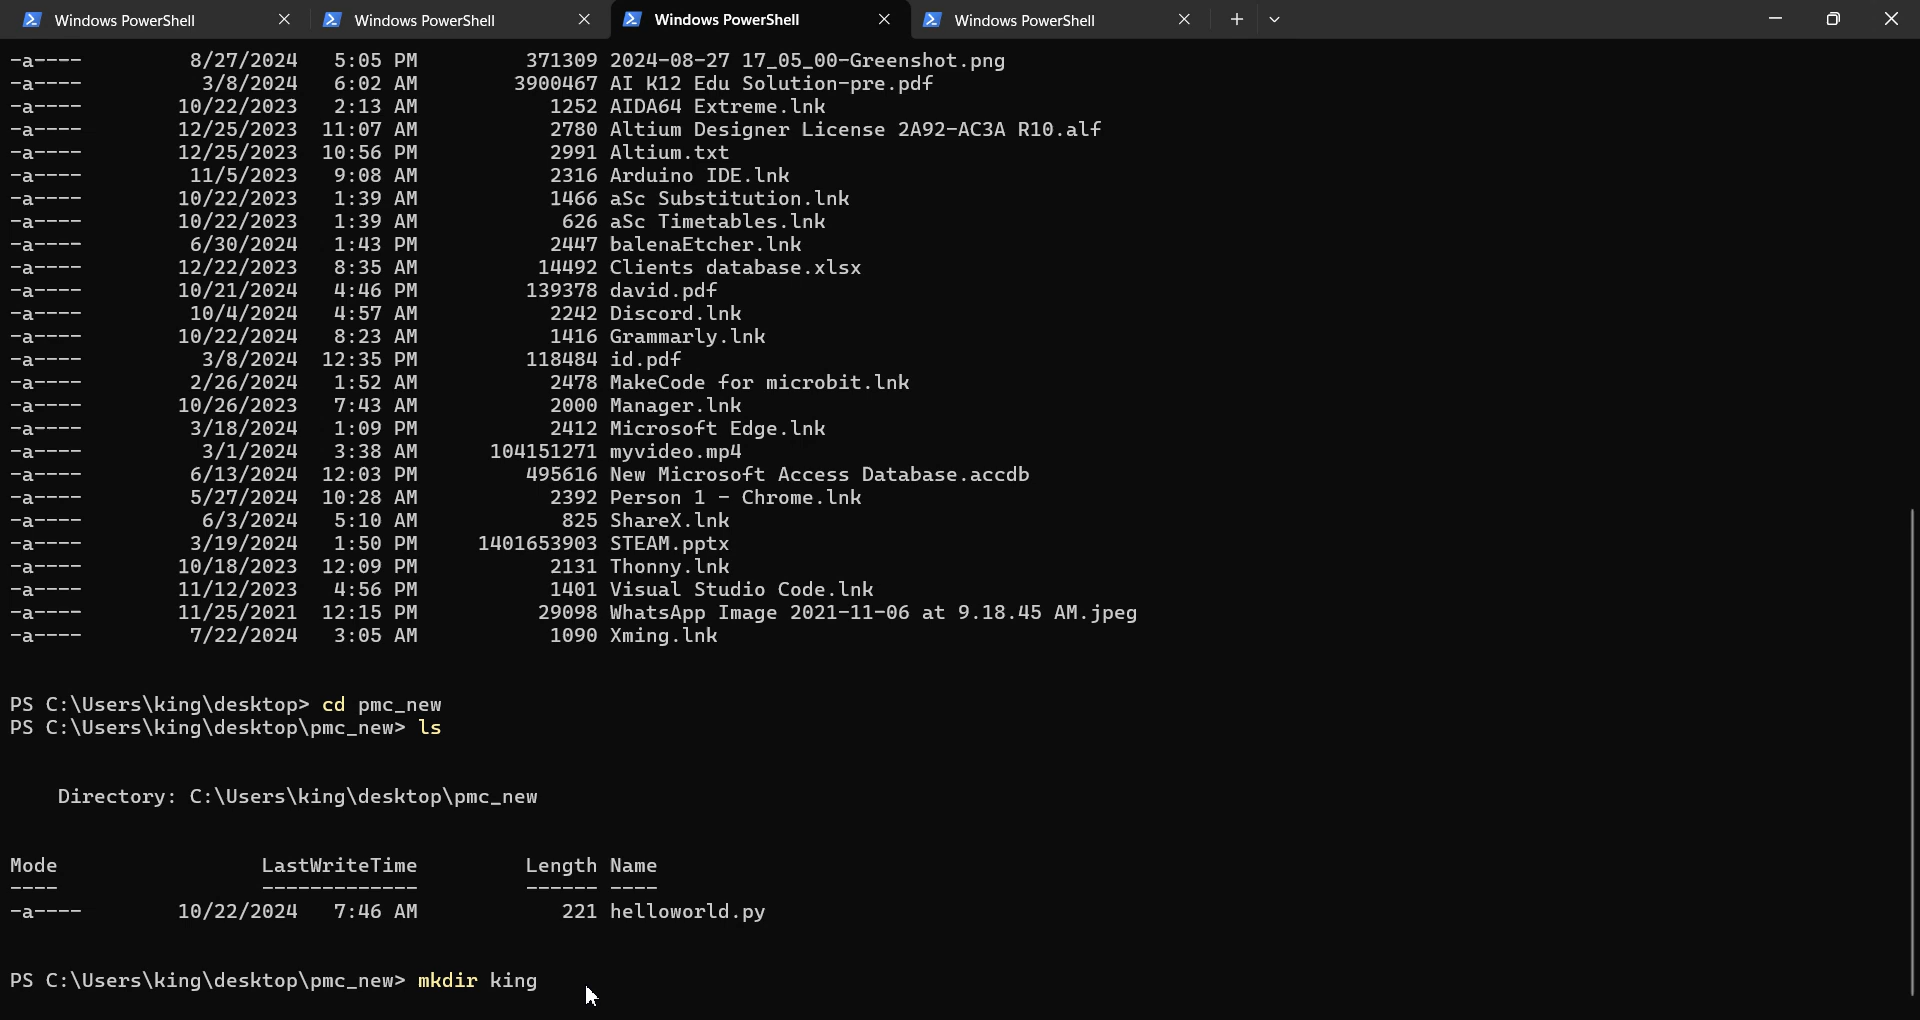 Windows PowerShell Windows PowerShell Windows PowerShell Windows PowerShell
-a---- 8/27/2024 5:05 PM 371309 2024-08-27 17_05_00-Greenshot.png
-a---- 3/8/2024 6:02 AM 3900467 AI K12 Edu Solution-pre.pdf
-a---- 10/22/2023 2:13 AM 1252 AIDA64 Extreme.lnk
-a---- 12/25/2023 11:07 AM 2780 Altium Designer License 2A92-AC3A R10.alf
-a---- 12/25/2023 10:56 PM 2991 Altium.txt
-a---- 11/5/2023 9:08 AM 2316 Arduino IDE.lnk
-a---- 10/22/2023 1:39 AM 1466 aSc Substitution.lnk
-a---- 10/22/2023 1:39 AM 626 aSc Timetables.lnk
-a---- 6/30/2024 1:43 PM 2447 balenaEtcher.lnk
-a---- 12/22/2023 8:35 AM 14492 Clients database.xlsx
-a---- 10/21/2024 4:46 PM 139378 david.pdf
-a---- 10/4/2024 4:57 AM 2242 Discord.lnk
-a---- 10/22/2024 8:23 AM 1416 Grammarly.lnk
-a---- 3/8/2024 12:35 PM 118484 id.pdf
-a---- 2/26/2024 1:52 AM 2478 MakeCode for microbit.lnk
-a---- 10/26/2023 7:43 AM 2000 Manager.lnk
-a---- 3/18/2024 1:09 PM 2412 Microsoft Edge.lnk
-a---- 3/1/2024 3:38 AM 104151271 myvideo.mp4
-a---- 6/13/2024 12:03 PM 495616 New Microsoft Access Database.accdb
-a---- 5/27/2024 10:28 AM 2392 Person 1 - Chrome.lnk
-a---- 6/3/2024 5:10 AM 825 ShareX.lnk
-a---- 3/19/2024 1:50 PM 1401653903 STEAM.pptx
-a---- 10/18/2023 12:09 PM 2131 Thonny.lnk
-a---- 11/12/2023 4:56 PM 1401 Visual Studio Code.lnk
-a---- 11/25/2021 12:15 PM 29098 WhatsApp Image 2021-11-06 at 9.18.45 AM.jpeg
-a---- 7/22/2024 3:05 AM 1090 Xming.lnk
PS C:\Users\king\desktop> cd pmc_new
PS C:\Users\king\desktop\pmc_new> ls
Directory: C:\Users\king\desktop\pmc_new
Mode LastWriteTime Length Name
---- ------------- ------ ----
-a---- 10/22/2024 7:46 AM 221 helloworld.py
PS C:\Users\king\desktop\pmc_new> mkdir king